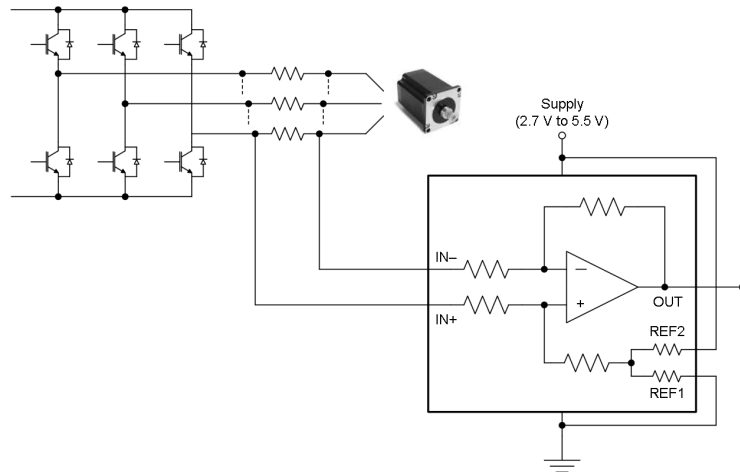 Supply
(2.7 V to 5.5 V)
IN–
–
OUT
+
IN+
REF2
REF1